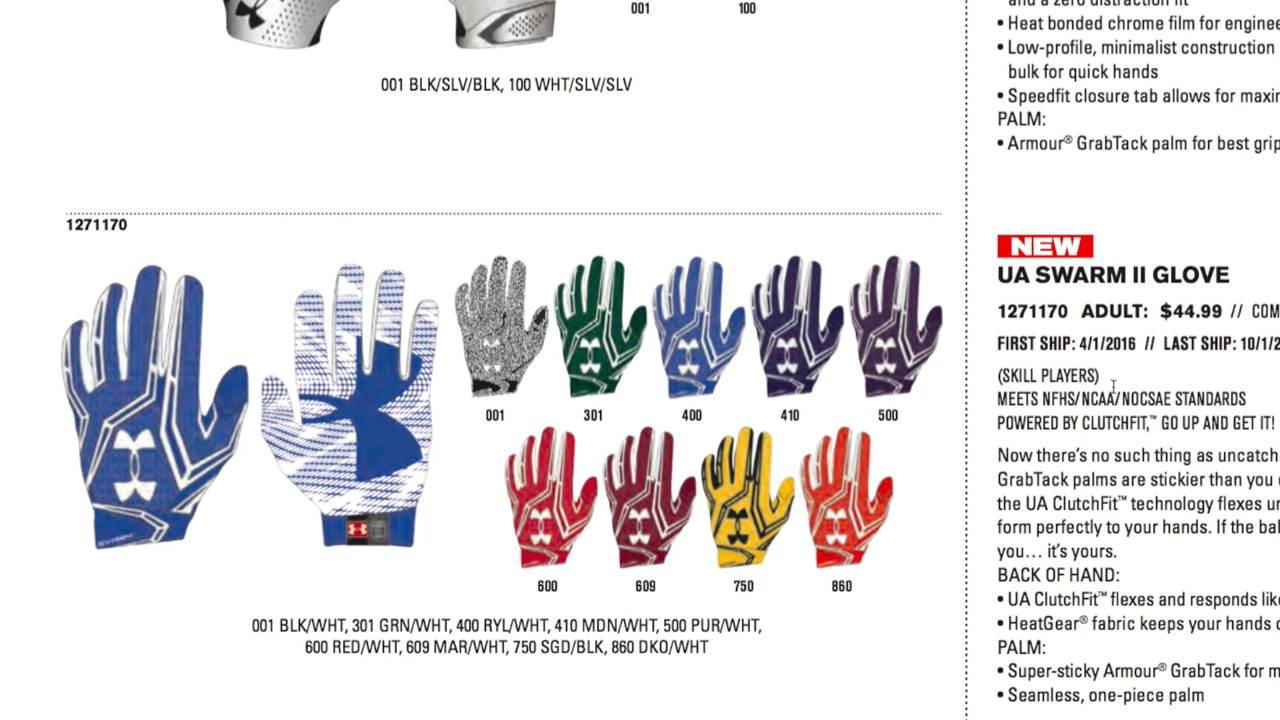 001 100
001 BLK/SLV/BLK, 100 WHT/SLV/SLV
1271170
001 301 400 410 500
600 609 750 860
001 BLK/WHT, 301 GRN/WHT, 400 RYL/WHT, 410 MDN/WHT, 500 PUR/WHT,
600 RED/WHT, 609 MAR/WHT, 750 SGD/BLK, 860 DKO/WHT
and a zero distraction fit
• Heat bonded chrome film for enginee
• Low-profile, minimalist construction
bulk for quick hands
• Speedfit closure tab allows for maxi
PALM:
• Armour® GrabTack palm for best grip
NEW
UA SWARM II GLOVE
1271170 ADULT: $44.99 // COM
FIRST SHIP: 4/1/2016 // LAST SHIP: 10/1/2
(SKILL PLAYERS)
MEETS NFHS/NCAA/NOCSAE STANDARDS
POWERED BY CLUTCHFIT,™ GO UP AND GET IT!
Now there's no such thing as uncatch
GrabTack palms are stickier than you
the UA ClutchFit™ technology flexes u
form perfectly to your hands. If the bal
you… it's yours.
BACK OF HAND:
• UA ClutchFit™ flexes and responds like
• HeatGear® fabric keeps your hands
PALM:
• Super-sticky Armour® GrabTack for m
• Seamless, one-piece palm